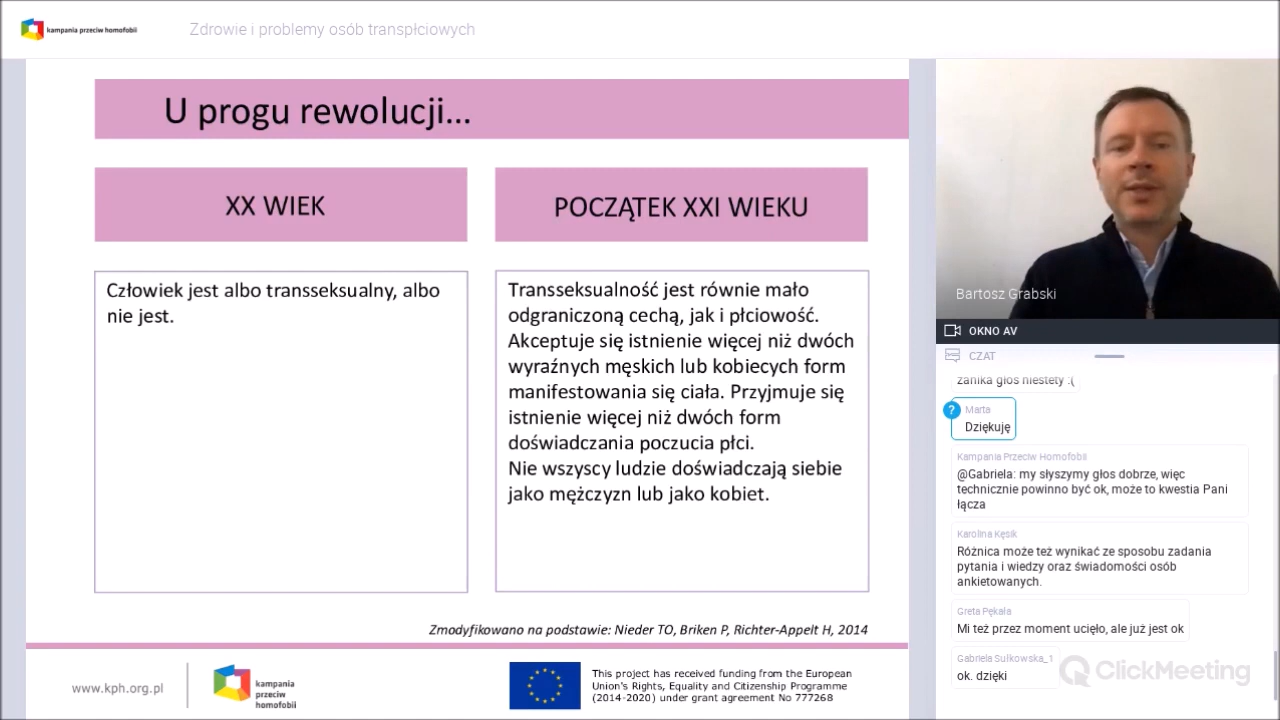 kampania przeciw homofobii
Zdrowie i problemy osób transpłciowych
U progu rewolucji...
XX WIEK
POCZĄTEK XXI WIEKU
Człowiek jest albo transseksualny, albo
nie jest.
Transseksualność jest równie mało
odgraniczoną cechą, jak i płciowość.
Akceptuje się istnienie więcej niż dwóch
wyraźnych męskich lub kobiecych form
manifestowania się ciała. Przyjmuje się
istnienie więcej niż dwóch form
doświadczania poczucia płci.
Nie wszyscy ludzie doświadczają siebie
jako mężczyzn lub jako kobiet.
Zmodyfikowano na podstawie: Nieder TO, Briken P, Richter-Appelt H, 2014
www.kph.org.pl
kampania
przeciw
homofobii
This project has received funding from the European
Union's Rights, Equality and Citizenship Programme
(2014-2020) under grant agreement No 777268
Bartosz Grabski
OKNO AV
CZAT
zanika głos niestety :(
?
Marta
Dziękuję
Kampania Przeciw Homofobii
@Gabriela: my słyszymy głos dobrze, więc
technicznie powinno być ok, może to kwestia Pani
łącza
Karolina Kęsik
Różnica może też wynikać ze sposobu zadania
pytania i wiedzy oraz świadomości osób
ankietowanych.
Greta Pękała
Mi też przez moment ucięło, ale już jest ok
Gabriela Sułkowska_1
ok. dzięki
ClickMeeting